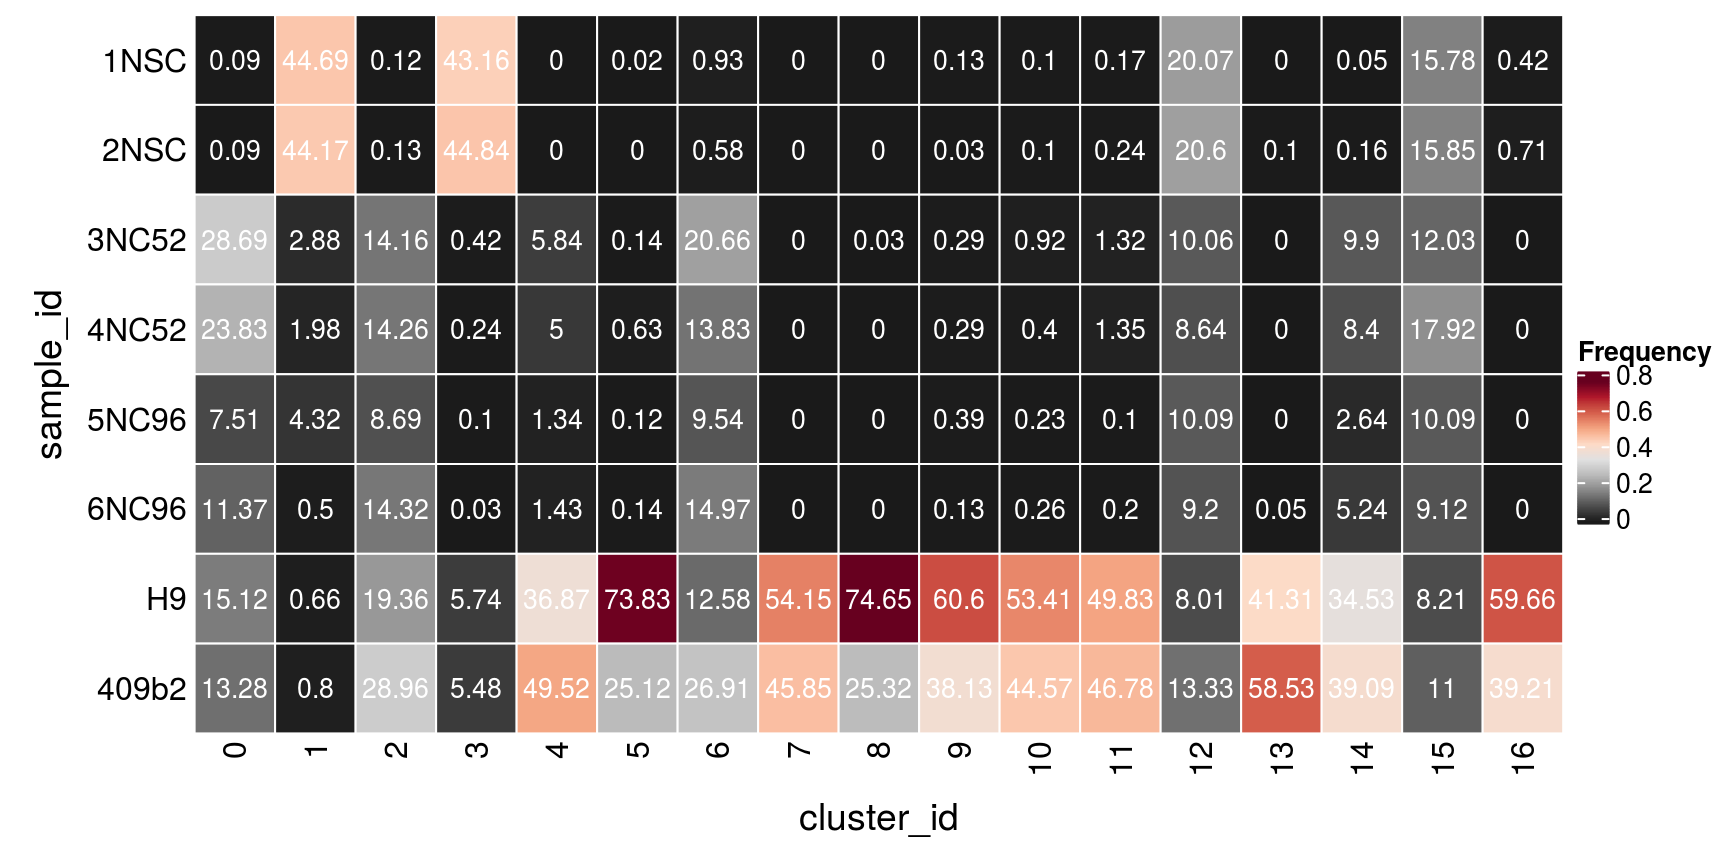 1NSC 0.09 44.69 0.12 43.16 0 0.02 0.93 0 0 0.13 0.1 0.17 20.07 0 0.05 15.78 0.42
2NSC 0.09 44.17 0.13 44.84 0 0 0.58 0 0 0.03 0.1 0.24 20.6 0.1 0.16 15.85 0.71
3NC52 28.69 2.88 14.16 0.42 5.84 0.14 20.66 0 0.03 0.29 0.92 1.32 10.06 0 9.9 12.03 0
4NC52 23.83 1.98 14.26 0.24 5 0.63 13.83 0 0 0.29 0.4 1.35 8.64 0 8.4 17.92 0
5NC96 7.51 4.32 8.69 0.1 1.34 0.12 9.54 0 0 0.39 0.23 0.1 10.09 0 2.64 10.09 0
6NC96 11.37 0.5 14.32 0.03 1.43 0.14 14.97 0 0 0.13 0.26 0.2 9.2 0.05 5.24 9.12 0
H9 15.12 0.66 19.36 5.74 36.87 73.83 12.58 54.15 74.65 60.6 53.41 49.83 8.01 41.31 34.53 8.21 59.66
409b2 13.28 0.8 28.96 5.48 49.52 25.12 26.91 45.85 25.32 38.13 44.57 46.78 13.33 58.53 39.09 11 39.21
0 1 2 3 4 5 6 7 8 9 10 11 12 13 14 15 16
cluster_id
sample_id
Frequency
0.8
0.6
0.4
0.2
0